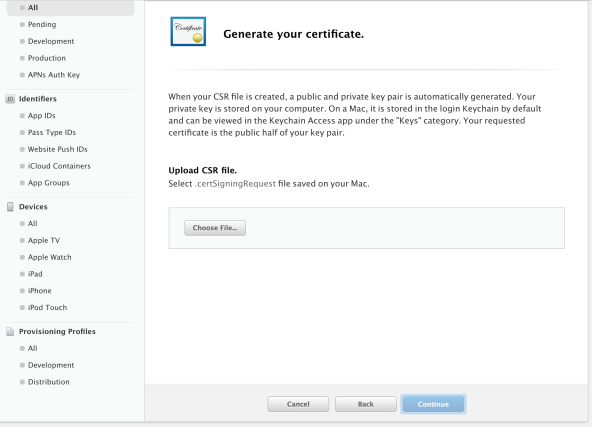 All
Pending
Development
Production
APNs Auth Key
ID Identifiers
App IDs
Pass Type IDs
Website Push IDs
iCloud Containers
App Groups
Devices
All
Apple TV
Apple Watch
iPad
iPhone
iPod Touch
Provisioning Profiles
All
Development
Distribution
Certificate
Generate your certificate.
When your CSR file is created, a public and private key pair is automatically generated. Your
private key is stored on your computer. On a Mac, it is stored in the login Keychain by default
and can be viewed in the Keychain Access app under the "Keys" category. Your requested
certificate is the public half of your key pair.
Upload CSR file.
Select .certSigningRequest file saved on your Mac.
Choose File...
Cancel Back Continue